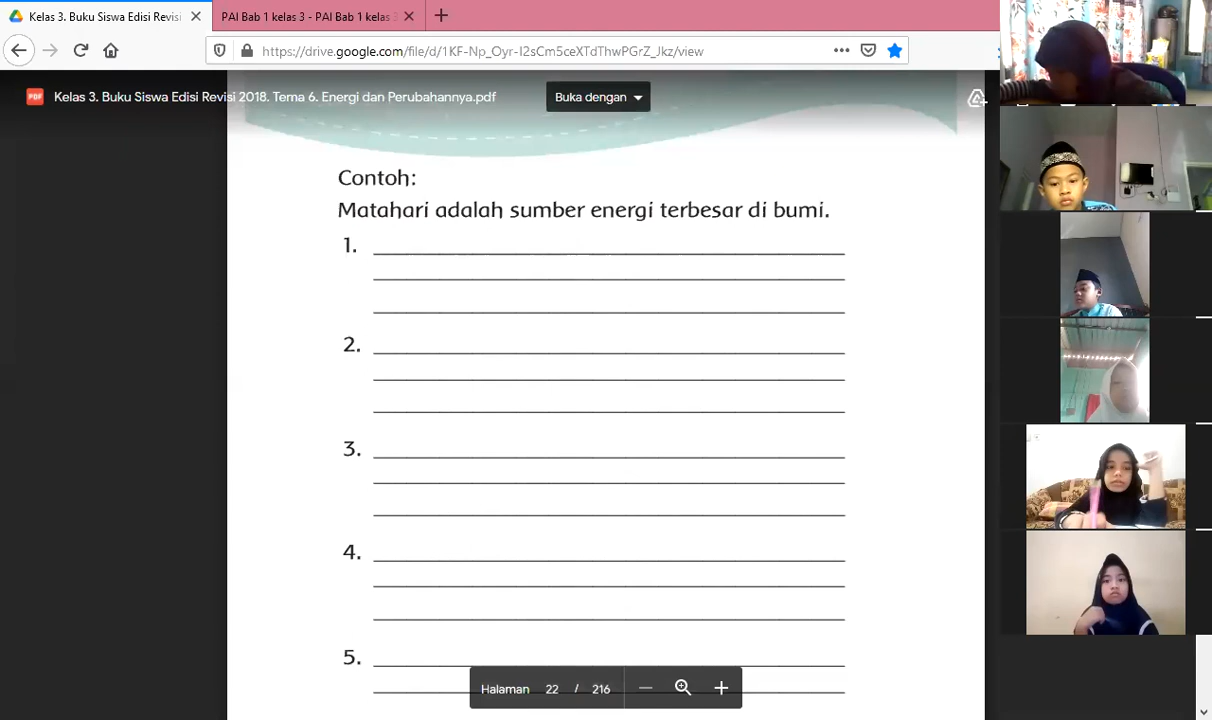 Kelas 3. Buku Siswa Edisi Revisi
PAI Bab 1 kelas 3 - PAI Bab 1 kelas 3
https://drive.google.com/file/d/1KF-Np_Oyr-I2sCm5ceXTdThwPGrZ_Jkz/view
PDF Kelas 3. Buku Siswa Edisi Revisi 2018. Tema 6. Energi dan Perubahannya.pdf
Buka dengan
Contoh:
Matahari adalah sumber energi terbesar di bumi.
1.
2.
3.
4.
5.
Halaman 22 / 216